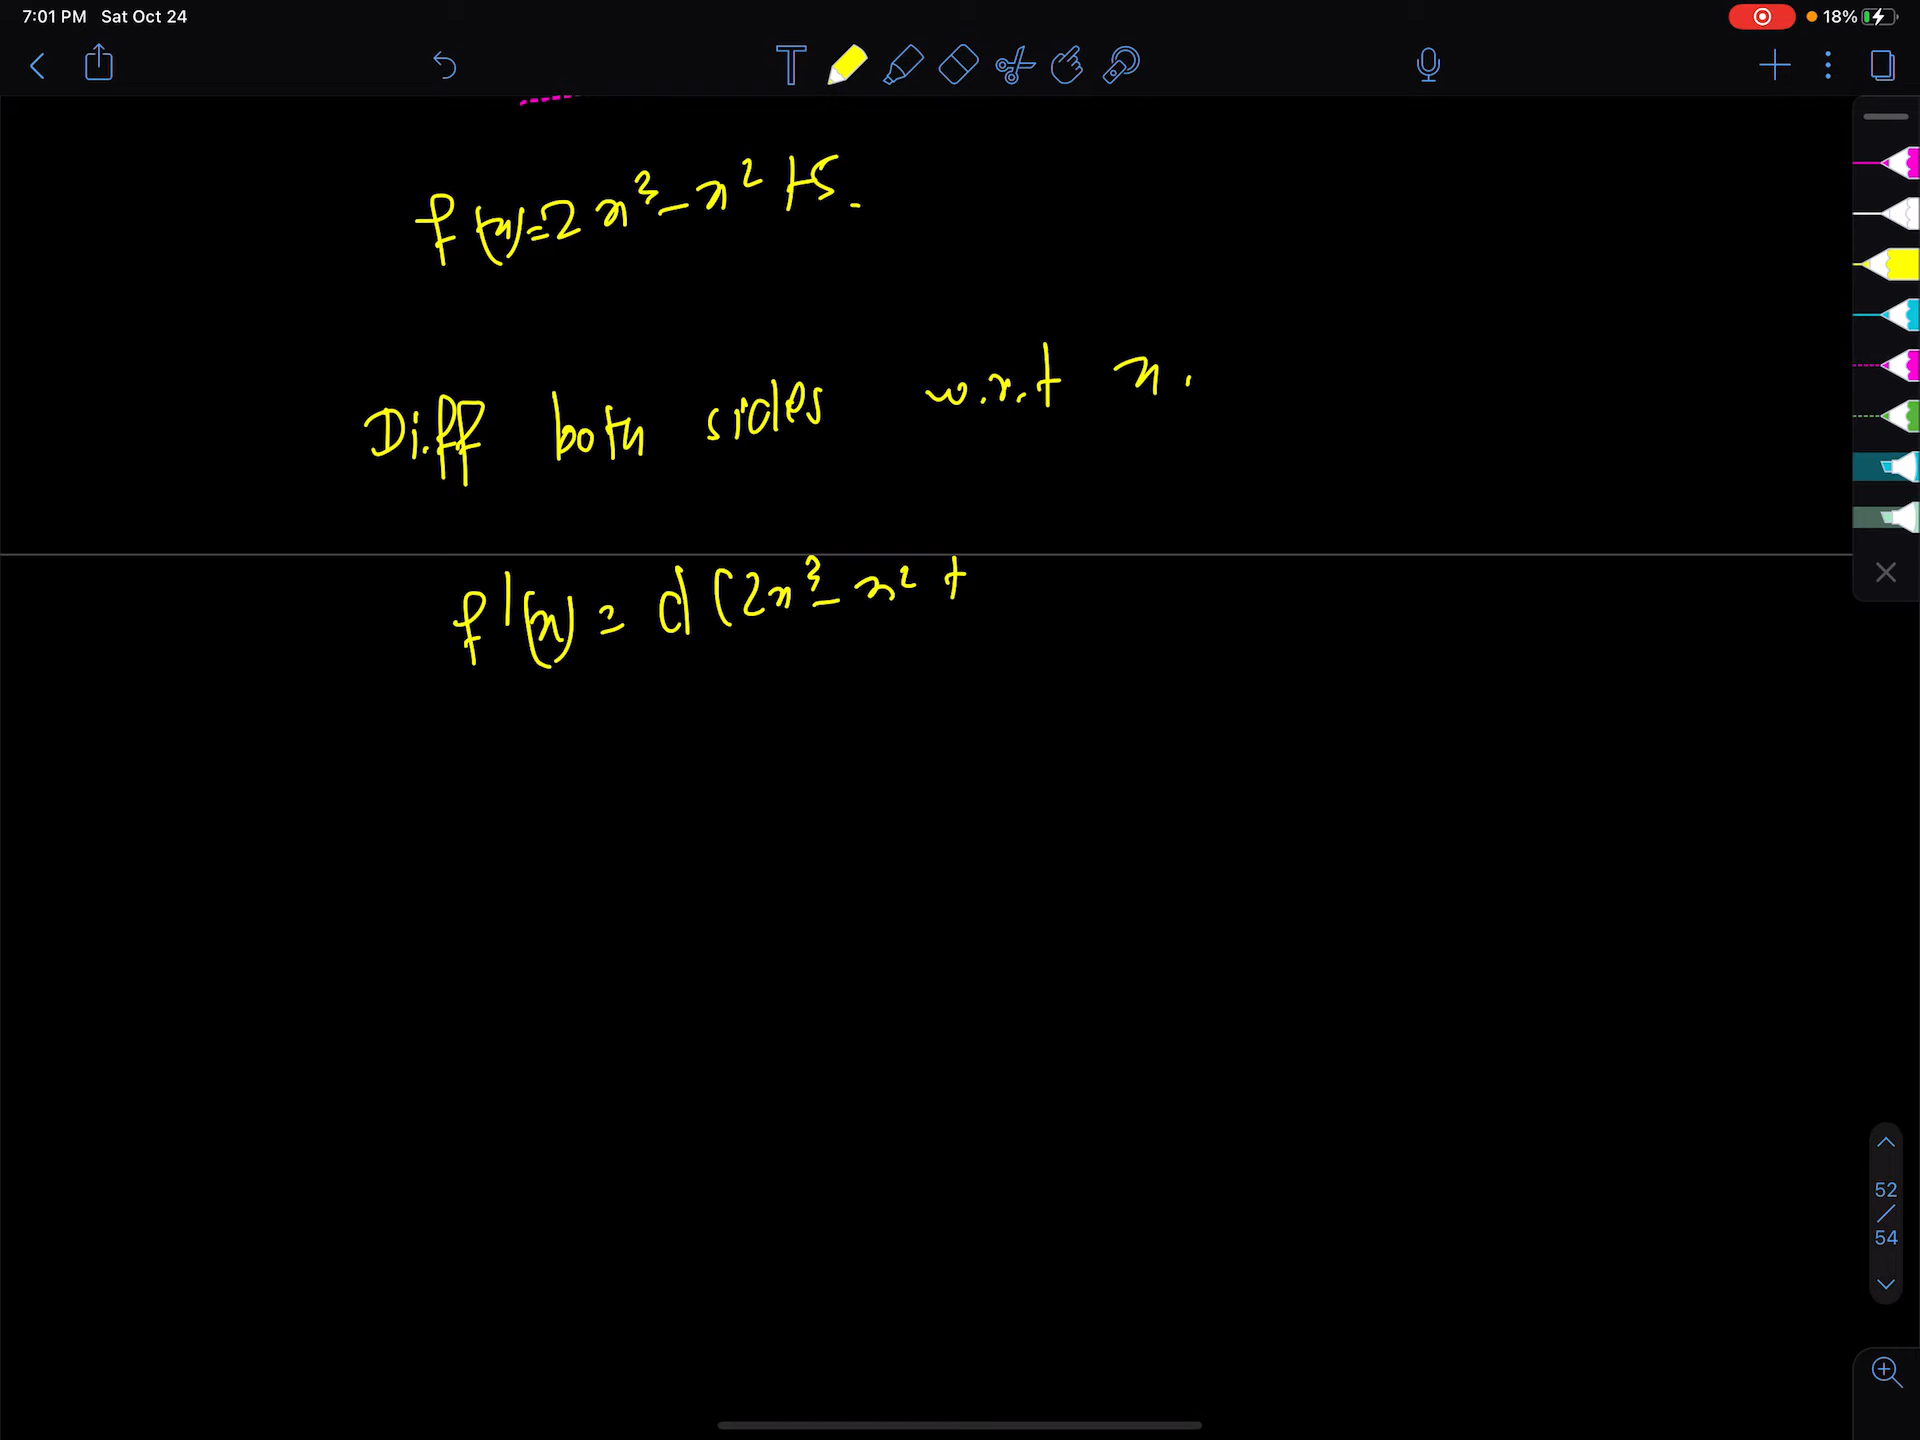 7:01 PM Sat Oct 24
18%
f(x)=2x³-x²+5.
Diff both sides w.r.t x.
f'(x) = d(2x³-x²+
52
/
54